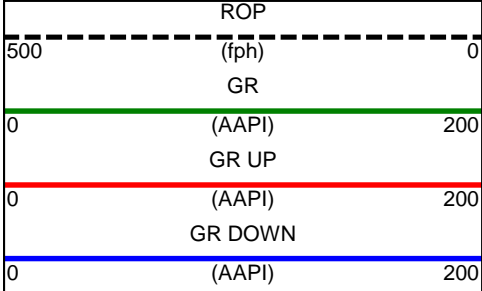 ROP
500 (fph) 0
GR
0 (AAPI) 200
GR UP
0 (AAPI) 200
GR DOWN
0 (AAPI) 200